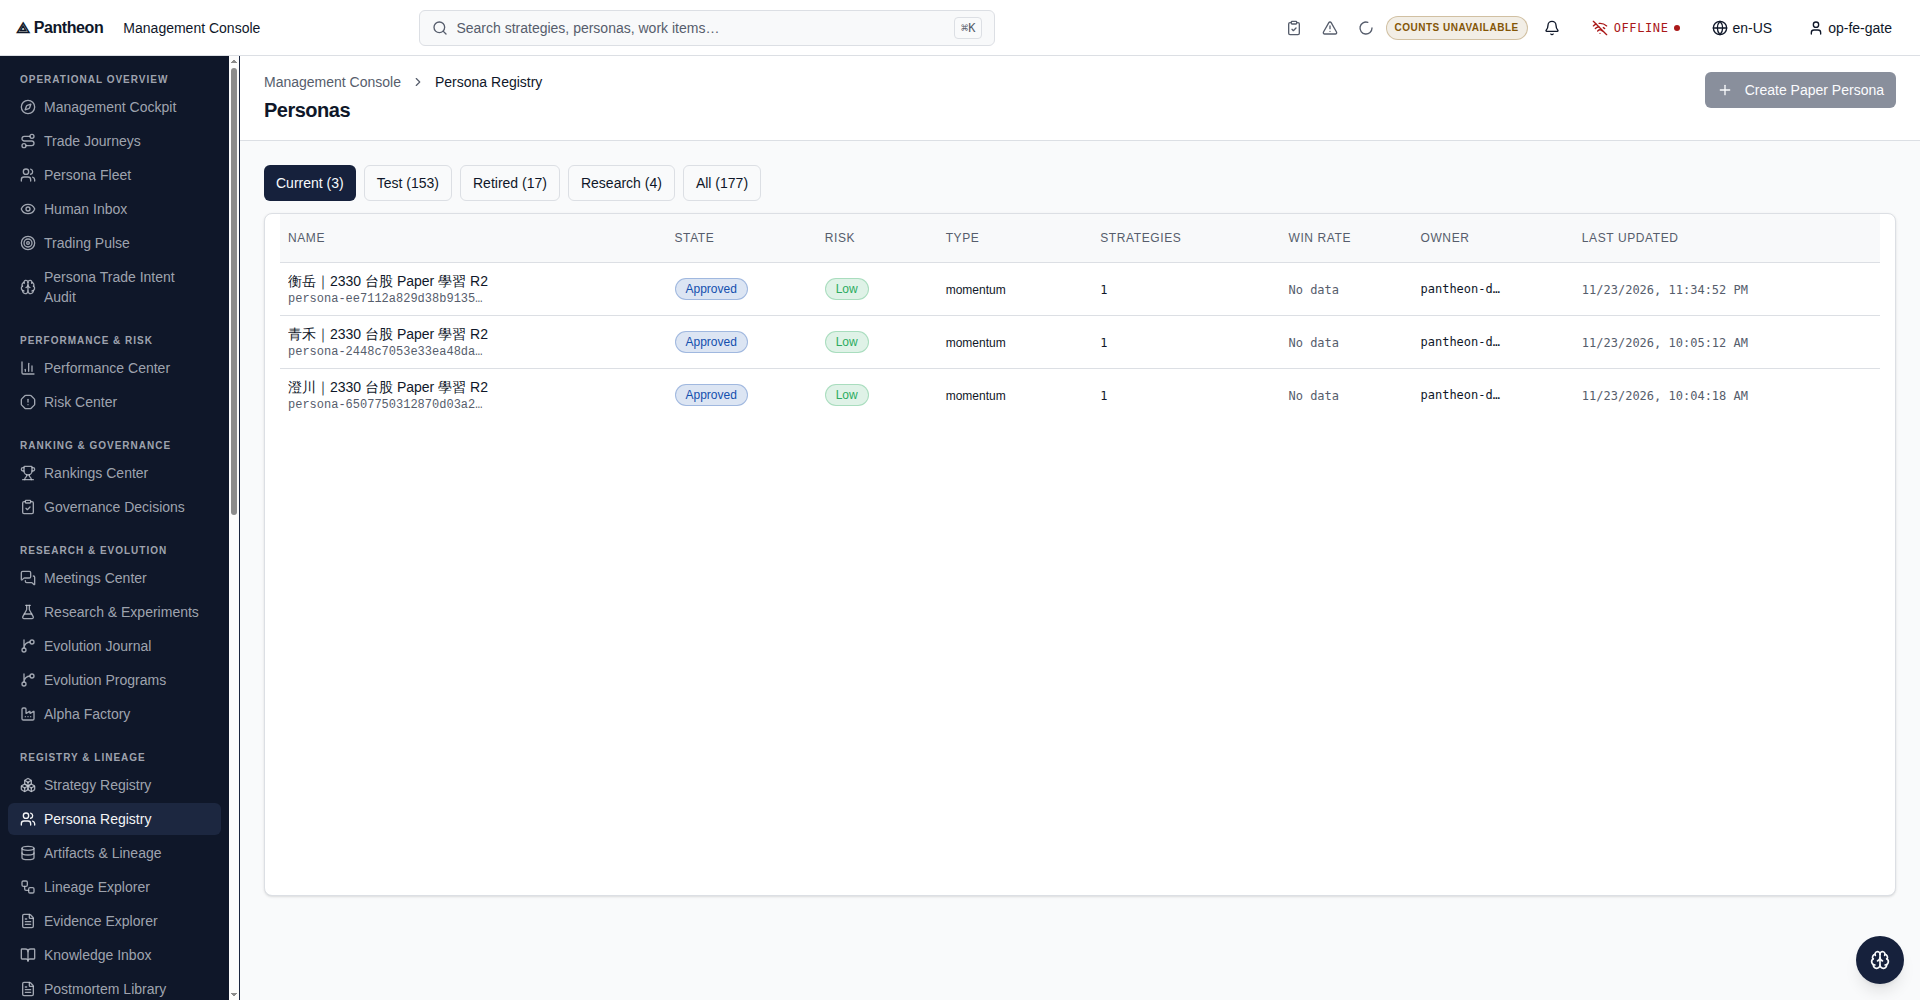 Pantheon
Management Console
Search strategies, personas, work items…
⌘K
COUNTS UNAVAILABLE
OFFLINE
en-US
op-fe-gate
OPERATIONAL OVERVIEW
Management Cockpit
Trade Journeys
Persona Fleet
Human Inbox
Trading Pulse
Persona Trade Intent
Audit
PERFORMANCE & RISK
Performance Center
Risk Center
RANKING & GOVERNANCE
Rankings Center
Governance Decisions
RESEARCH & EVOLUTION
Meetings Center
Research & Experiments
Evolution Journal
Evolution Programs
Alpha Factory
REGISTRY & LINEAGE
Strategy Registry
Persona Registry
Artifacts & Lineage
Lineage Explorer
Evidence Explorer
Knowledge Inbox
Postmortem Library
Management Console > Persona Registry
Personas
+ Create Paper Persona
Current (3) Test (153) Retired (17) Research (4) All (177)
NAME STATE RISK TYPE STRATEGIES WIN RATE OWNER LAST UPDATED
衡岳｜2330 台股 Paper 學習 R2
persona-ee7112a829d38b9135…
Approved Low momentum 1 No data pantheon-d… 11/23/2026, 11:34:52 PM
青禾｜2330 台股 Paper 學習 R2
persona-2448c7053e33ea48da…
Approved Low momentum 1 No data pantheon-d… 11/23/2026, 10:05:12 AM
澄川｜2330 台股 Paper 學習 R2
persona-6507750312870d03a2…
Approved Low momentum 1 No data pantheon-d… 11/23/2026, 10:04:18 AM